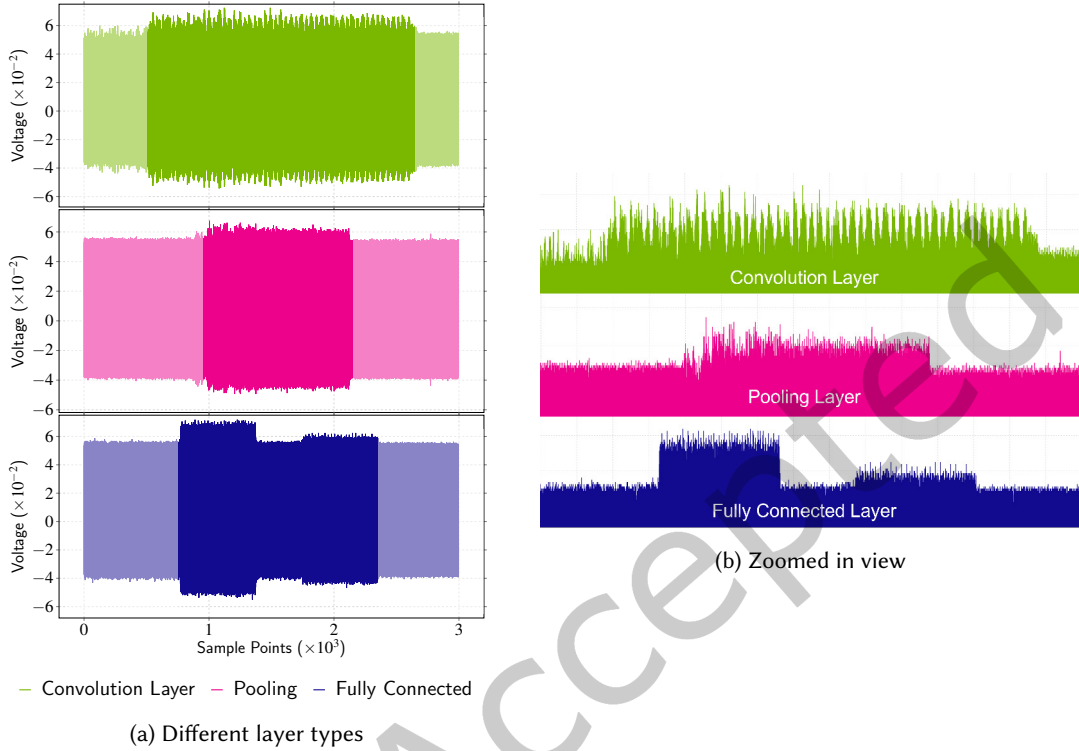 6
4
2
0
−2
−4
−6
Voltage (×10⁻²)
6
4
2
0
−2
−4
−6
Voltage (×10⁻²)
6
4
2
0
−2
−4
−6
Voltage (×10⁻²)
0 1 2 3
Sample Points (×10³)
Convolution Layer Pooling Fully Connected
(a) Different layer types
Convolution Layer
Pooling Layer
Fully Connected Layer
(b) Zoomed in view
Accepted